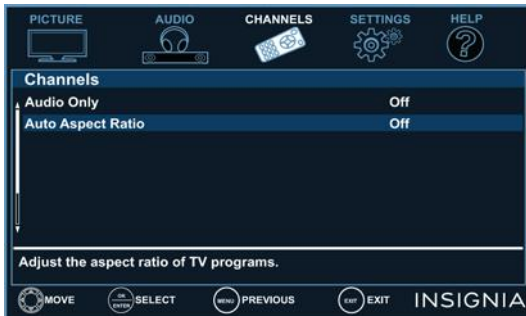 PICTURE AUDIO CHANNELS SETTINGS HELP
?
Channels
Audio Only Off
Auto Aspect Ratio Off
Adjust the aspect ratio of TV programs.
MOVE OK ENTER SELECT MENU PREVIOUS EXIT EXIT INSIGNIA